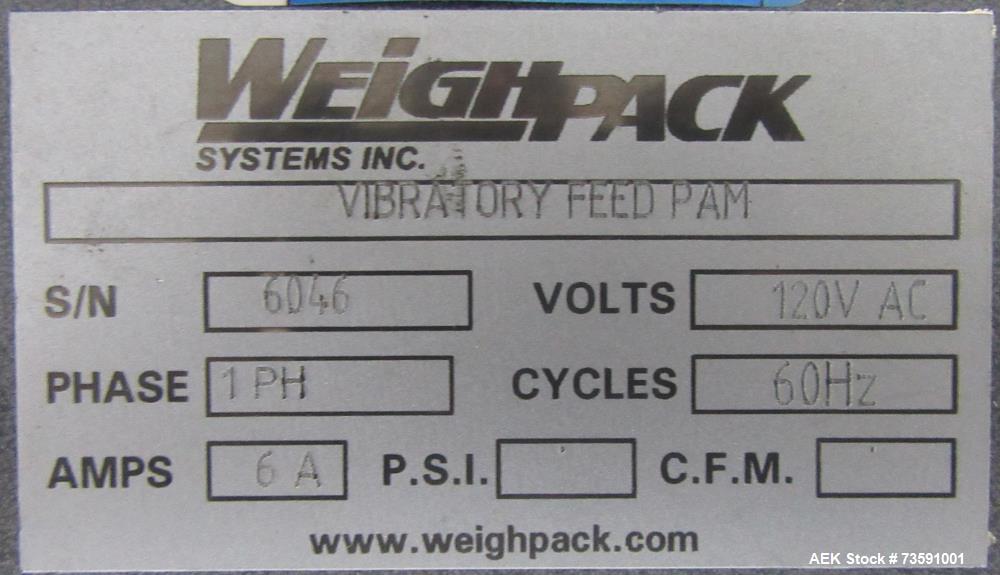 WEiGHPACK
SYSTEMS INC.
VIBRATORY FEED PAM
S/N 6046 VOLTS 120V AC
PHASE 1 PH CYCLES 60Hz
AMPS 6 A P.S.I. C.F.M.
www.weighpack.com
AEK Stock # 73591001